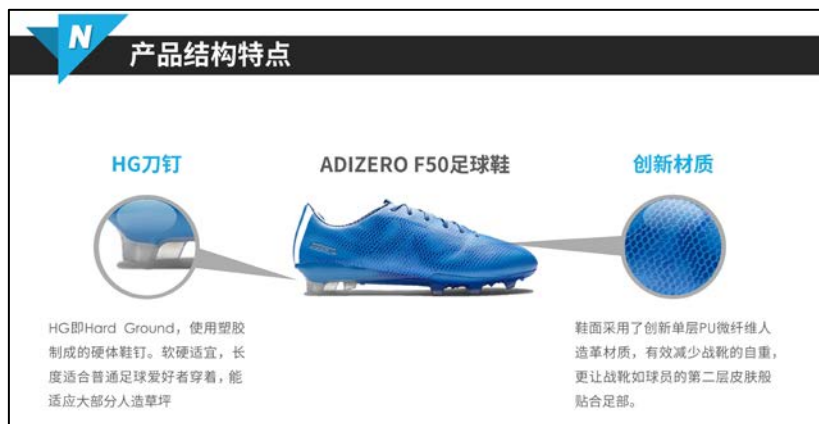 N
产品结构特点
HG刀钉
ADIZERO F50足球鞋
创新材质
HG即Hard Ground，使用塑胶
制成的硬体鞋钉。软硬适宜，长
度适合普通足球爱好者穿着，能
适应大部分人造草坪
鞋面采用了创新单层PU微纤维人
造革材质，有效减少战靴的自重，
更让战靴如球员的第二层皮肤般
贴合足部。